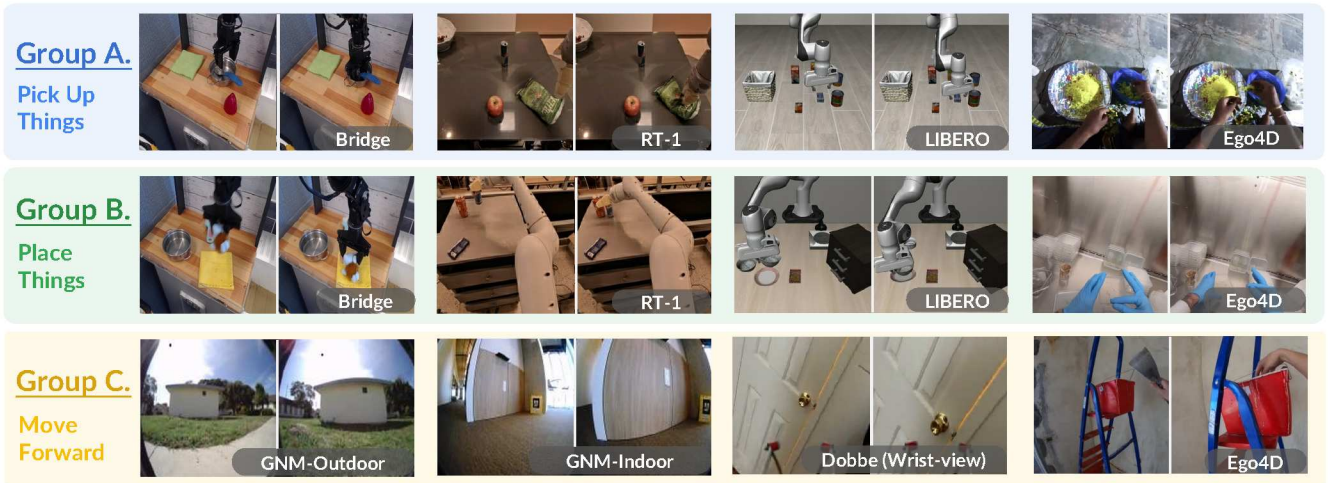 Group A.
Pick Up
Things
Bridge
RT-1
LIBERO
Ego4D
Group B.
Place
Things
Bridge
RT-1
LIBERO
Ego4D
Group C.
Move
Forward
GNM-Outdoor
GNM-Indoor
Dobbe (Wrist-view)
Ego4D